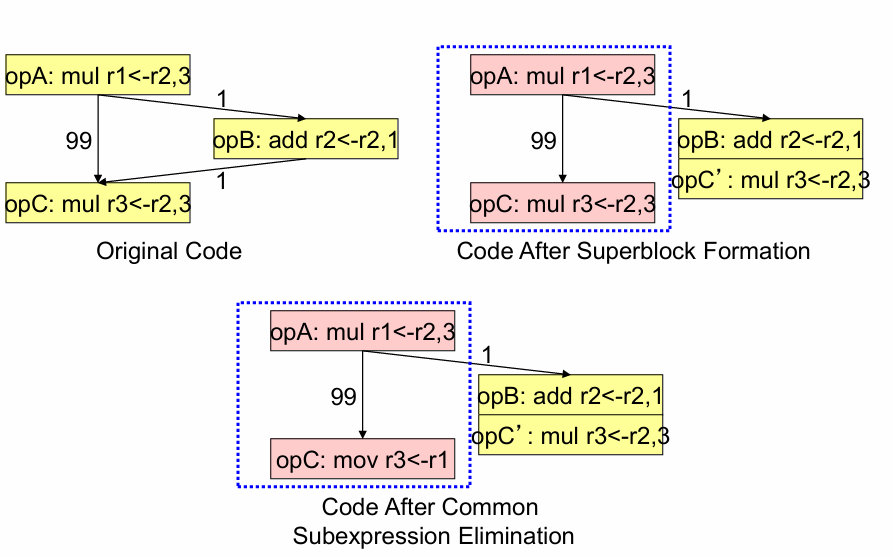 opA: mul r1<-r2,3
1
99
opB: add r2<-r2,1
1
opC: mul r3<-r2,3
Original Code
opA: mul r1<-r2,3
1
99
opB: add r2<-r2,1
opC’: mul r3<-r2,3
opC: mul r3<-r2,3
Code After Superblock Formation
opA: mul r1<-r2,3
1
99
opB: add r2<-r2,1
opC’: mul r3<-r2,3
opC: mov r3<-r1
Code After Common
Subexpression Elimination